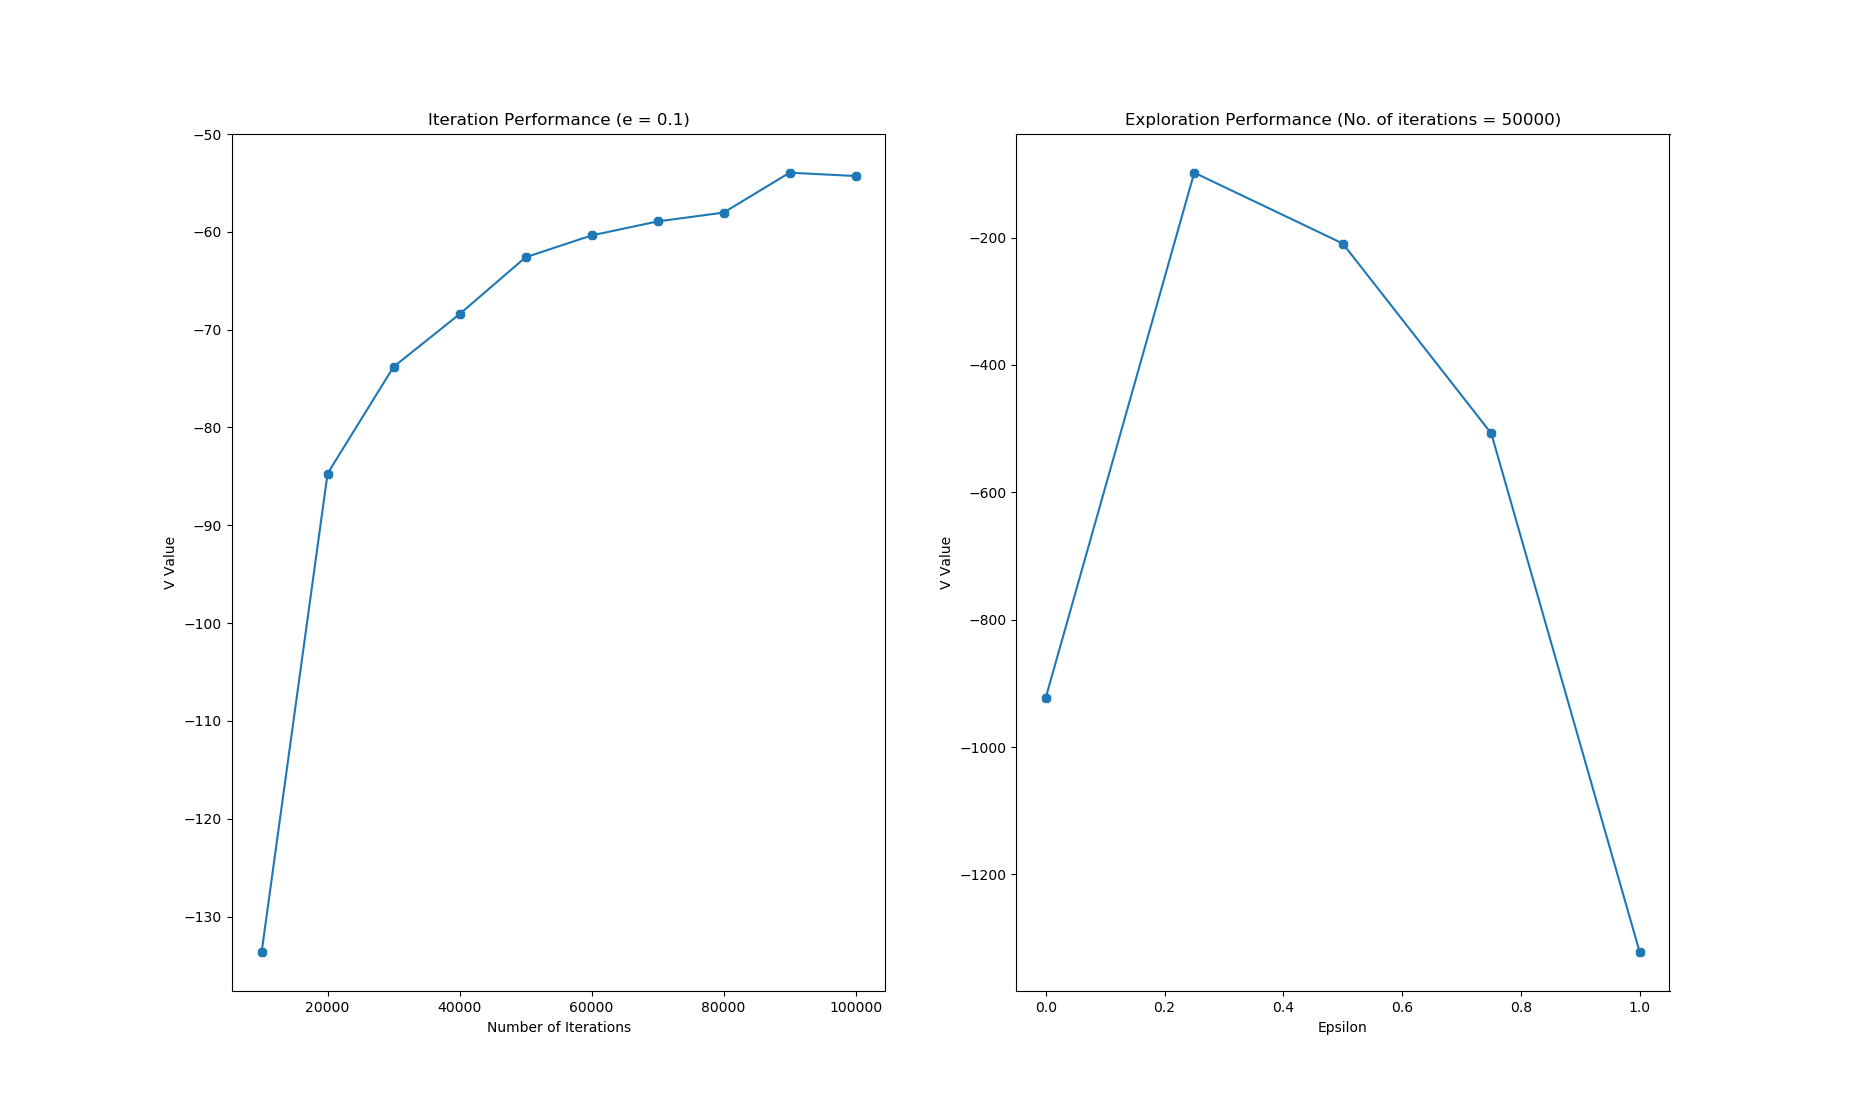 Iteration Performance (e = 0.1)
−50
−60
−70
−80
−90
−100
−110
−120
−130
V Value
20000 40000 60000 80000 100000
Number of Iterations
Exploration Performance (No. of iterations = 50000)
−200
−400
−600
−800
−1000
−1200
V Value
0.0 0.2 0.4 0.6 0.8 1.0
Epsilon